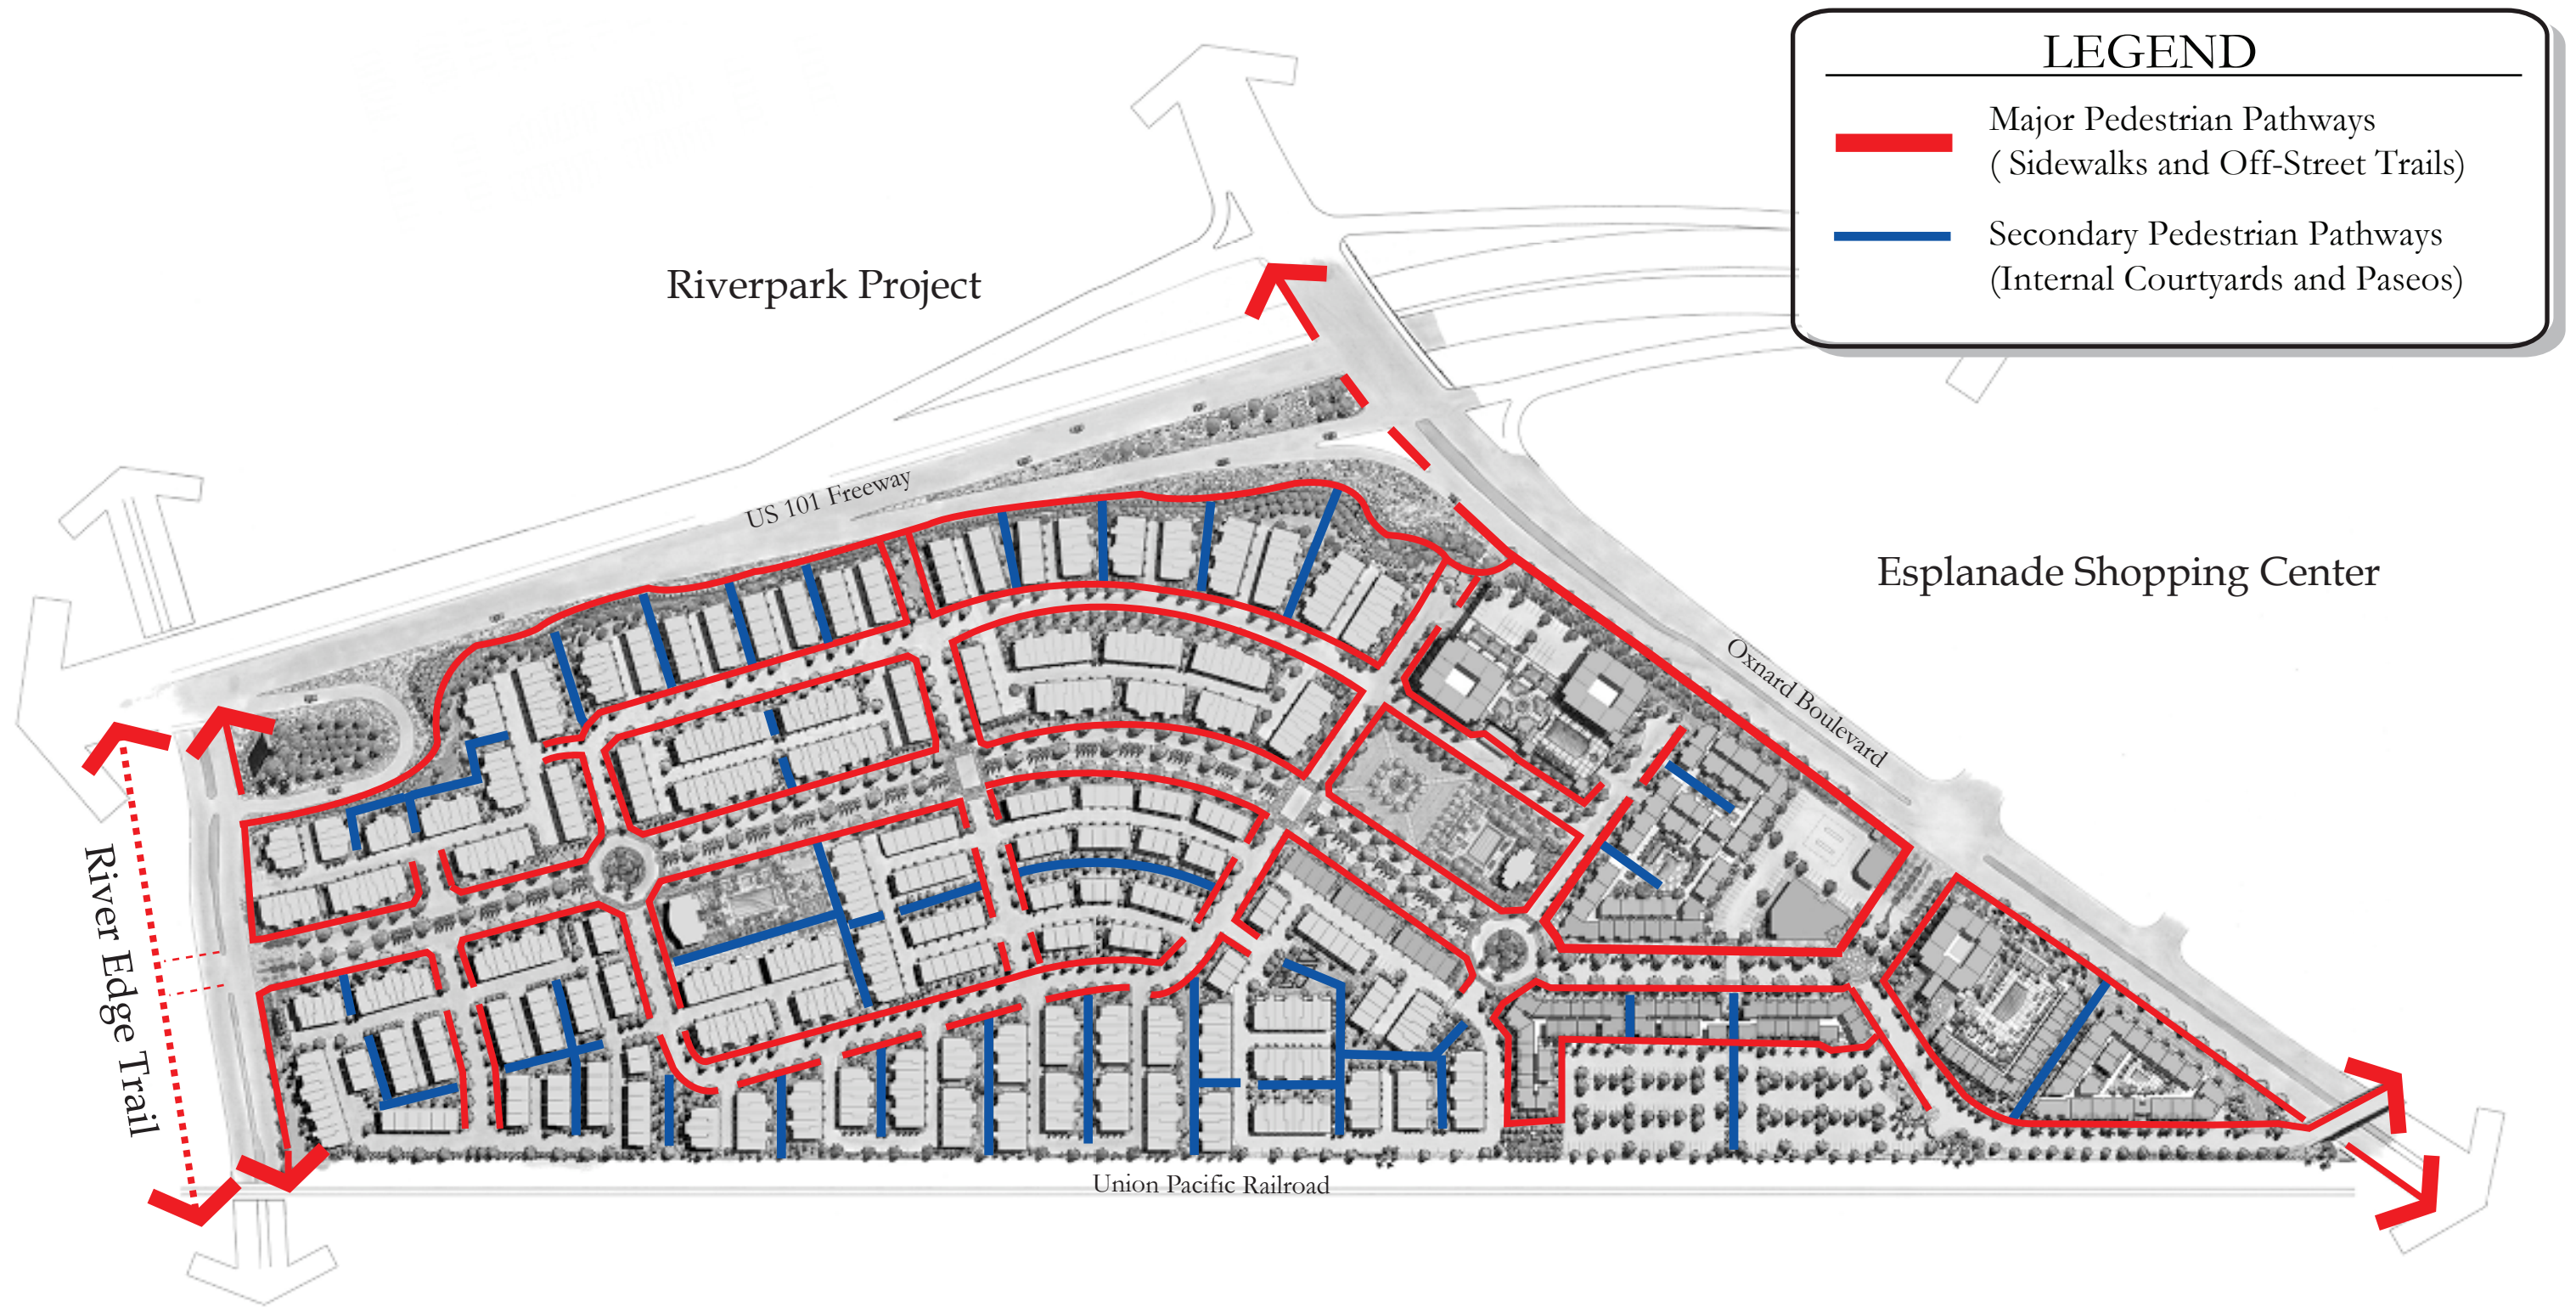 LEGEND
Major Pedestrian Pathways
( Sidewalks and Off-Street Trails)
Secondary Pedestrian Pathways
(Internal Courtyards and Paseos)
Riverpark Project
US 101 Freeway
Esplanade Shopping Center
Oxnard Boulevard
River Edge Trail
Union Pacific Railroad